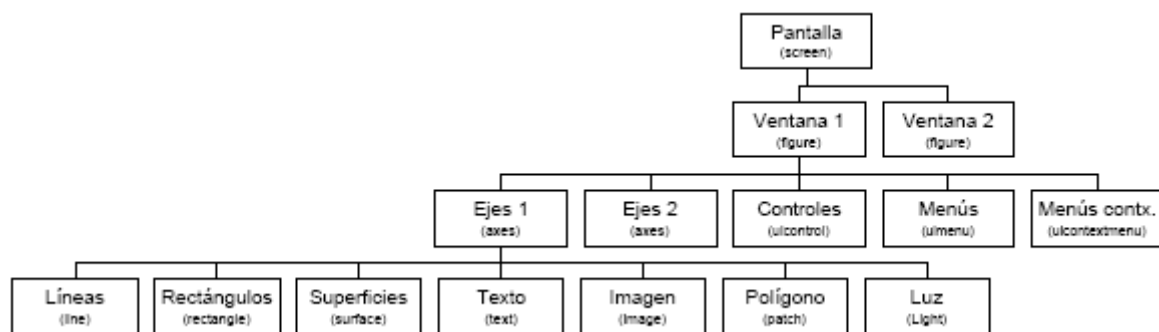 Pantalla
(screen)
Ventana 1
(figure)
Ventana 2
(figure)
Ejes 1
(axes)
Ejes 2
(axes)
Controles
(uicontrol)
Menús
(uimenu)
Menús contx.
(uicontextmenu)
Líneas
(line)
Rectángulos
(rectangle)
Superficies
(surface)
Texto
(text)
Imagen
(image)
Polígono
(patch)
Luz
(Light)